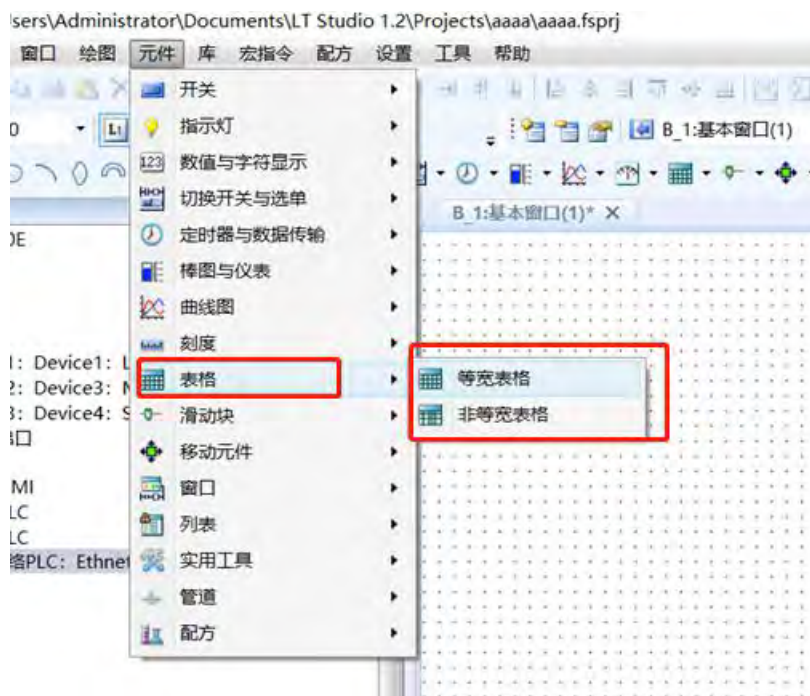 sers\Administrator\Documents\LT Studio 1.2\Projects\aaaa\aaaa.fsprj
窗口 绘图 元件 库 宏指令 配方 设置 工具 帮助
B_1:基本窗口(1)
B_1:基本窗口(1)* ×
开关
指示灯
123 数值与字符显示
切换开关与选单
定时器与数据传输
棒图与仪表
曲线图
刻度
表格
等宽表格
非等宽表格
滑动块
移动元件
窗口
列表
实用工具
管道
配方
1: Device1: L
2: Device3:
3: Device4: S
MI
LC
LC
PLC: Ethnet